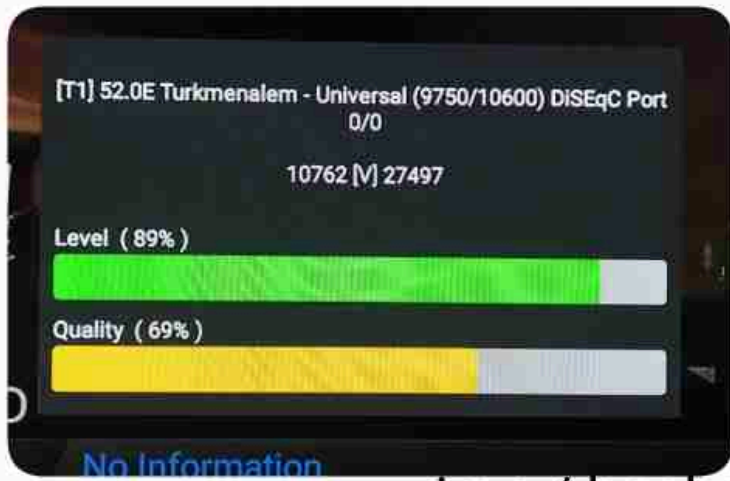 [T1] 52.0E Turkmenalem - Universal (9750/10600) DiSEqC Port
0/0
10762 [V] 27497
Level ( 89% )
Quality ( 69% )
No Information